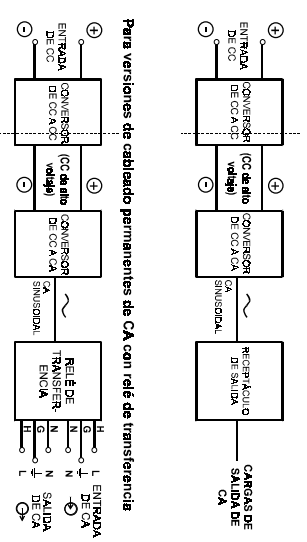 ENTRADA
DE CC
CONVERSOR
DE CC A CC
(CC de alto
voltaje)
CONVERSOR
DE CC A CA
CA
SINUSOIDAL
RECEPTÁCULO
DE SALIDA
CARGAS DE
SALIDA DE
CA
Para versiones de cableado permanentes de CA con relé de transferencia
ENTRADA
DE CC
CONVERSOR
DE CC A CC
(CC de alto
voltaje)
CONVERSOR
DE CC A CA
CA
SINUSOIDAL
RELÉ DE
TRANSFER-
ENCIA
H
G
N
N
G
H
L
N
N
L
ENTRADA
DE CA
SALIDA
DE CA